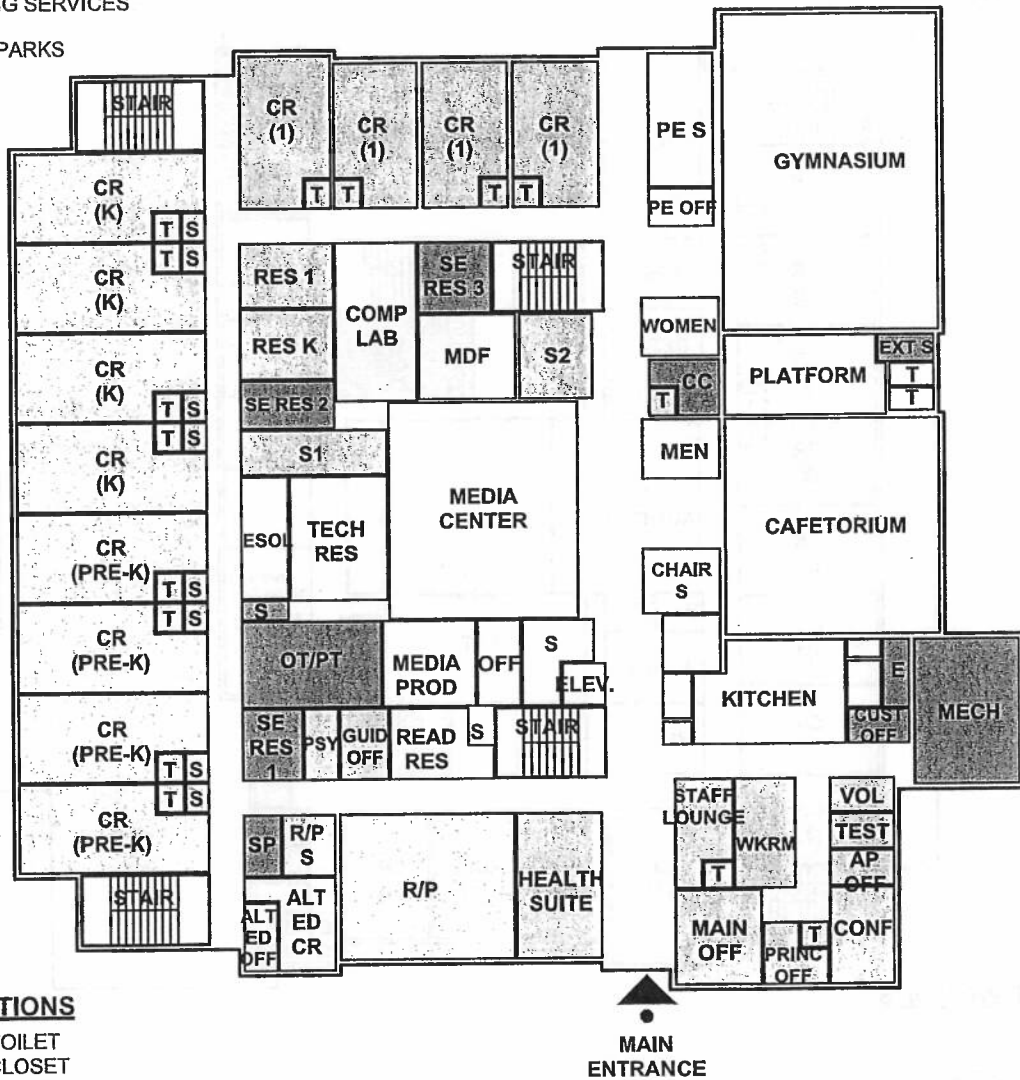 G SERVICES
PARKS
STAIR
CR
(1)
CR
(1)
CR
(1)
CR
(1)
T
T
T
T
PE S
PE OFF
GYMNASIUM
CR
(K)
T S
T S
CR
(K)
CR
(K)
T S
T S
CR
(K)
CR
(PRE-K)
T S
T S
CR
(PRE-K)
CR
(PRE-K)
T S
T S
CR
(PRE-K)
STAIR
RES 1
COMP
LAB
SE
RES 3
STAIR
RES K
MDF
S2
SE RES 2
S1
MEDIA
CENTER
ESOL
TECH
RES
S
OT/PT
MEDIA
PROD
OFF
S
ELEV.
SE
RES
1
PSY
GUID
OFF
READ
RES
S
STAIR
WOMEN
CC
T
MEN
PLATFORM
EXT S
T
T
CAFETORIUM
CHAIR
S
KITCHEN
E
CUST
OFF
MECH
SP
R/P
S
ALT
ED
OFF
ALT
ED
CR
R/P
HEALTH
SUITE
STAFF
LOUNGE
T
WKRM
VOL
TEST
AP
OFF
MAIN
OFF
T
PRINC
OFF
CONF
MAIN
ENTRANCE
TIONS
OILET
CLOSET